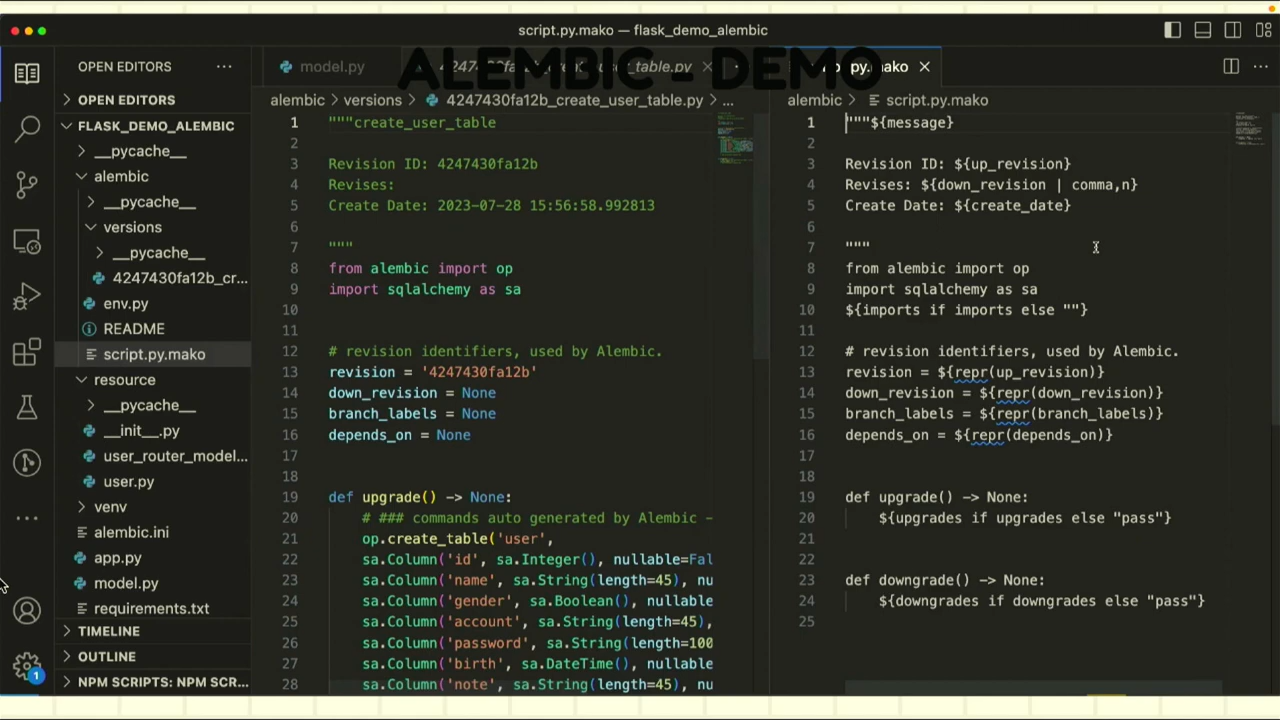 script.py.mako — flask_demo_alembic
ALEMBIC - DEMO
OPEN EDITORS
OPEN EDITORS
FLASK_DEMO_ALEMBIC
__pycache__
alembic
__pycache__
versions
__pycache__
4247430fa12b_cr...
env.py
README
script.py.mako
resource
__pycache__
__init__.py
user_router_model...
user.py
venv
alembic.ini
app.py
model.py
requirements.txt
TIMELINE
OUTLINE
NPM SCRIPTS: NPM SCR...
1
model.py
4247430fa12b_create_user_table.py
script.py.mako
alembic > versions > 4247430fa12b_create_user_table.py > ...
1 """create_user_table
2
3 Revision ID: 4247430fa12b
4 Revises:
5 Create Date: 2023-07-28 15:56:58.992813
6
7 """
8 from alembic import op
9 import sqlalchemy as sa
10
11
12 # revision identifiers, used by Alembic.
13 revision = '4247430fa12b'
14 down_revision = None
15 branch_labels = None
16 depends_on = None
17
18
19 def upgrade() -> None:
20 # ### commands auto generated by Alembic –
21 op.create_table('user',
22 sa.Column('id', sa.Integer(), nullable=Fal
23 sa.Column('name', sa.String(length=45), nu
24 sa.Column('gender', sa.Boolean(), nullable
25 sa.Column('account', sa.String(length=45),
26 sa.Column('password', sa.String(length=100
27 sa.Column('birth', sa.DateTime(), nullable
28 sa.Column('note', sa.String(length=45), nu
alembic > script.py.mako
1 """${message}
2
3 Revision ID: ${up_revision}
4 Revises: ${down_revision | comma,n}
5 Create Date: ${create_date}
6
7 """
8 from alembic import op
9 import sqlalchemy as sa
10 ${imports if imports else ""}
11
12 # revision identifiers, used by Alembic.
13 revision = ${repr(up_revision)}
14 down_revision = ${repr(down_revision)}
15 branch_labels = ${repr(branch_labels)}
16 depends_on = ${repr(depends_on)}
17
18
19 def upgrade() -> None:
20 ${upgrades if upgrades else "pass"}
21
22
23 def downgrade() -> None:
24 ${downgrades if downgrades else "pass"}
25